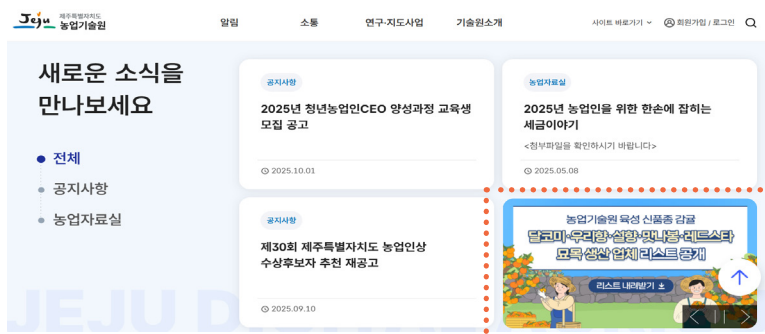 Jeju 제주특별자치도 농업기술원
알림 소통 연구·지도사업 기술원소개
사이트 바로가기 회원가입 / 로그인
새로운 소식을
만나보세요
전체
공지사항
농업자료실
공지사항
2025년 청년농업인CEO 양성과정 교육생
모집 공고
2025.10.01
농업자료실
2025년 농업인을 위한 한손에 잡히는
세금이야기
<첨부파일을 확인하시기 바랍니다>
2025.05.08
공지사항
제30회 제주특별자치도 농업인상
수상후보자 추천 재공고
2025.09.10
농업기술원 육성 신품종 감귤
달코미·우리향·설향·맛나봉·레드스타
묘목 생산 업체 리스트 공개
리스트 내려받기
JEJU D